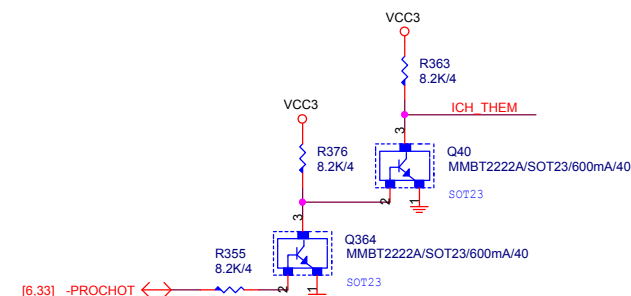 VCC3
R363
8.2K/4
ICH_THEM
VCC3
3
R376
8.2K/4
Q40
MMBT2222A/SOT23/600mA/40
2
1
SOT23
3
Q364
MMBT2222A/SOT23/600mA/40
R355
8.2K/4
2
1
SOT23
[6,33] -PROCHOT